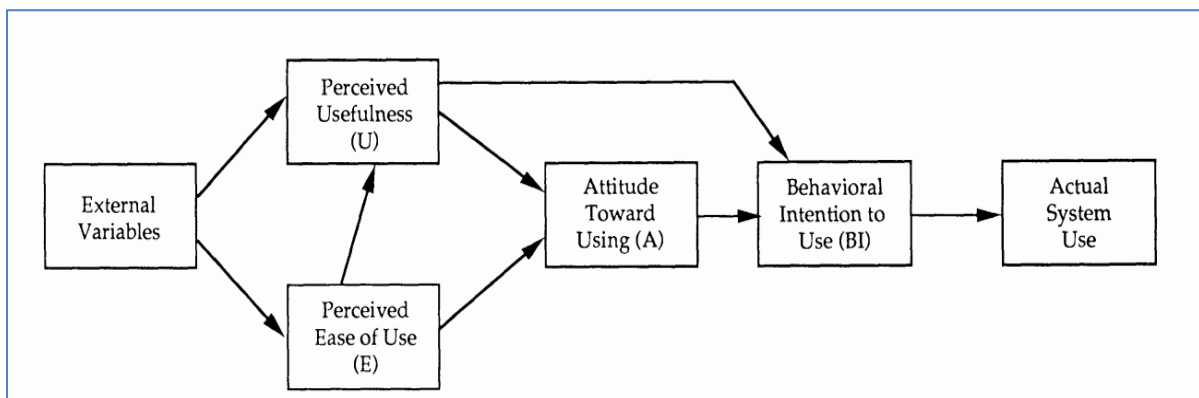 External
Variables
Perceived
Usefulness
(U)
Perceived
Ease of Use
(E)
Attitude
Toward
Using (A)
Behavioral
Intention to
Use (BI)
Actual
System
Use